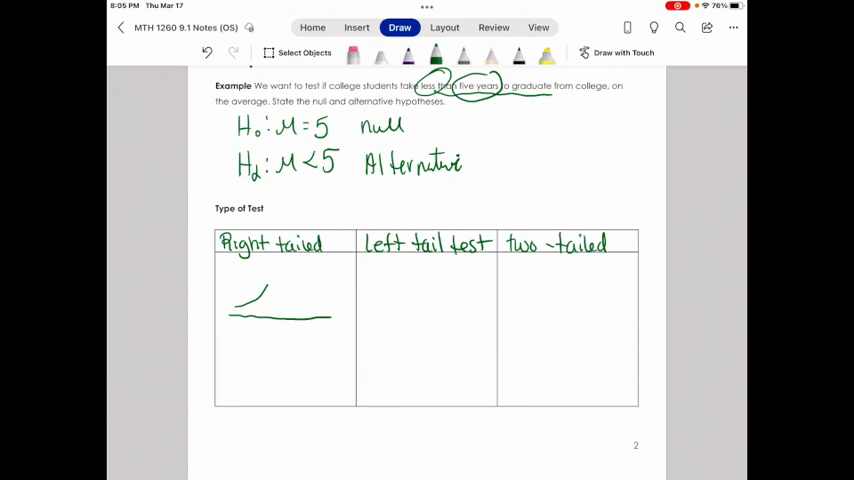 8:05 PM Thu Mar 17
76%
MTH 1260 9.1 Notes (OS)
Home Insert Draw Layout Review View
Select Objects
Draw with Touch
Example We want to test if college students take less than five years to graduate from college, on
the average. State the null and alternative hypotheses.
H₀: μ = 5 null
Hₐ: μ < 5 Alternative
Type of Test
Right tailed Left tail test two-tailed
2